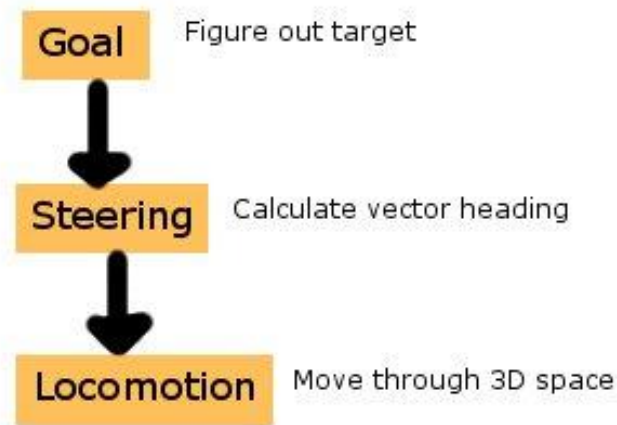 Goal
Figure out target
Steering
Calculate vector heading
Locomotion
Move through 3D space